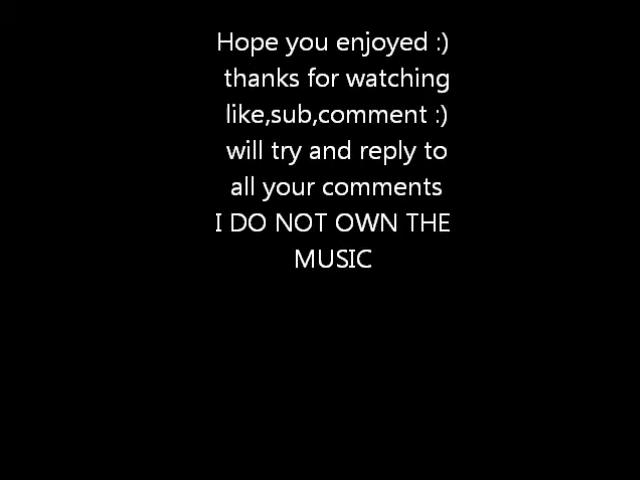 Hope you enjoyed :)
thanks for watching
like,sub,comment :)
will try and reply to
all your comments
I DO NOT OWN THE
MUSIC